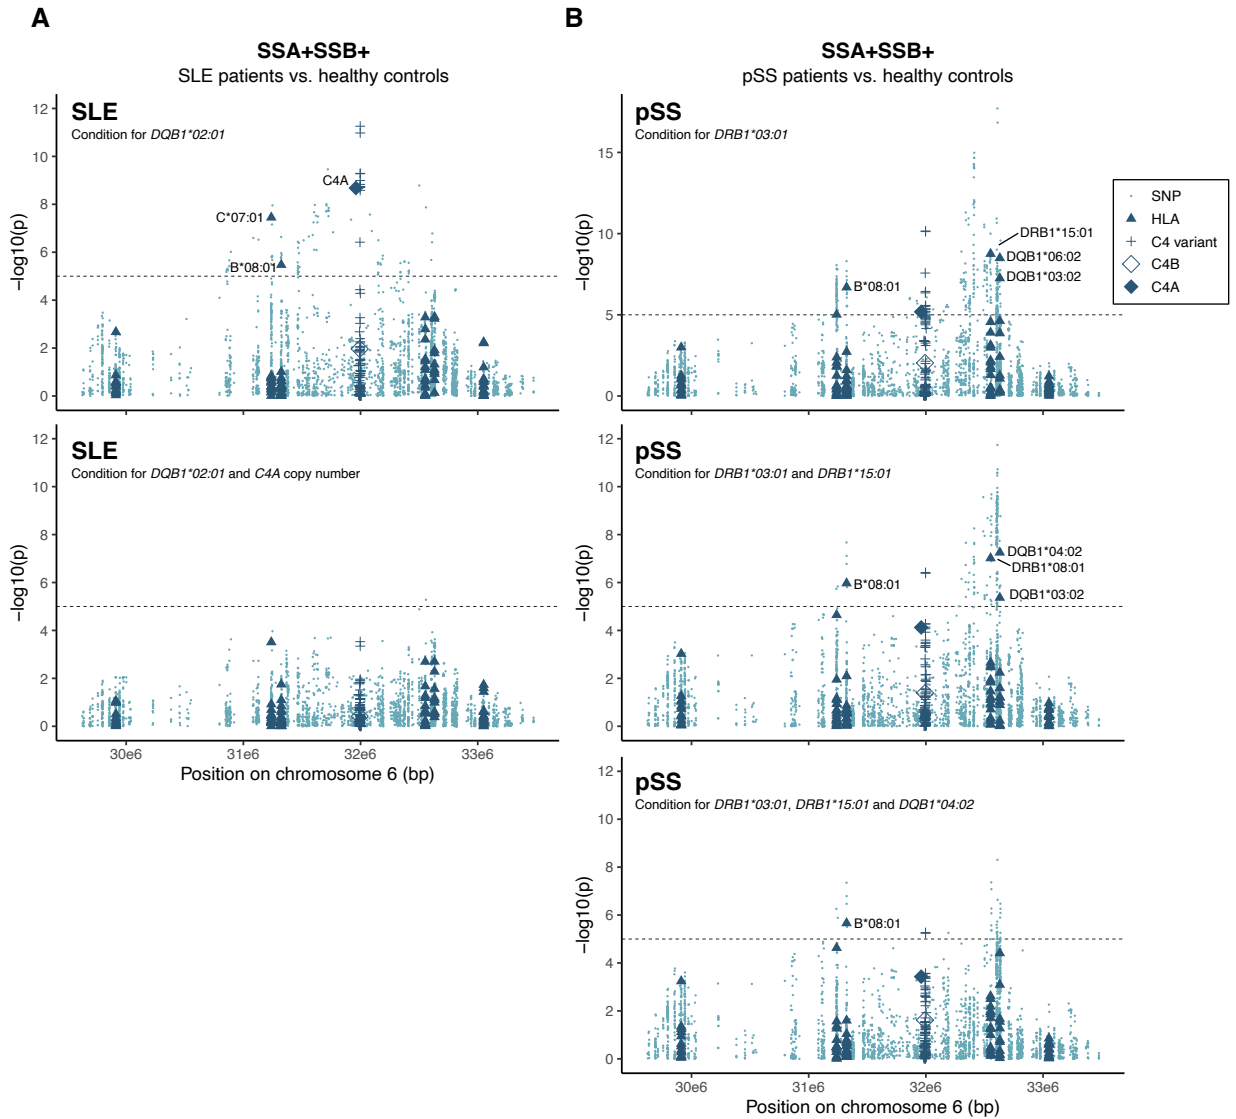 A
SSA+SSB+
SLE patients vs. healthy controls
SLE
Condition for DQB1*02:01
−log10(p)
12
10
8
6
4
2
0
C4A
C*07:01
B*08:01
SLE
Condition for DQB1*02:01 and C4A copy number
−log10(p)
12
10
8
6
4
2
0
30e6 31e6 32e6 33e6
Position on chromosome 6 (bp)
B
SSA+SSB+
pSS patients vs. healthy controls
pSS
Condition for DRB1*03:01
−log10(p)
15
10
5
0
DRB1*15:01
DQB1*06:02
B*08:01
DQB1*03:02
SNP
HLA
C4 variant
C4B
C4A
pSS
Condition for DRB1*03:01 and DRB1*15:01
−log10(p)
12
10
8
6
4
2
0
DQB1*04:02
DRB1*08:01
B*08:01
DQB1*03:02
pSS
Condition for DRB1*03:01, DRB1*15:01 and DQB1*04:02
−log10(p)
12
10
8
6
4
2
0
B*08:01
30e6 31e6 32e6 33e6
Position on chromosome 6 (bp)